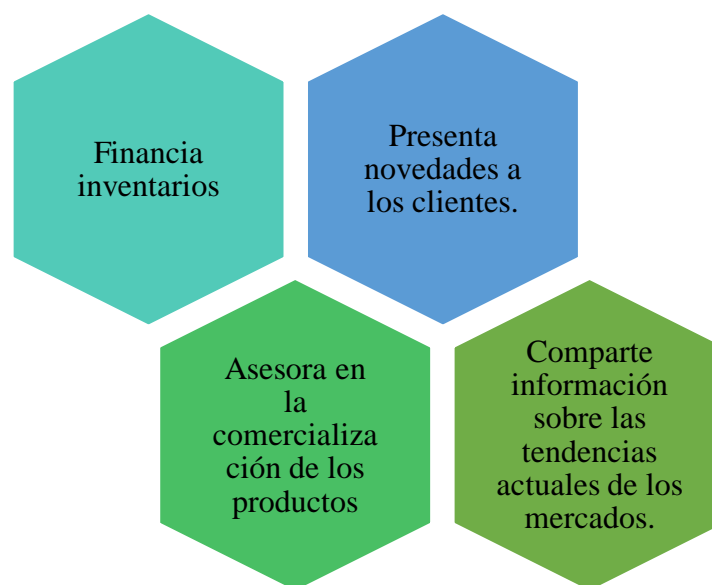 Financia
inventarios
Presenta
novedades a
los clientes.
Asesora en
la
comercializa
ción de los
productos
Comparte
información
sobre las
tendencias
actuales de los
mercados.